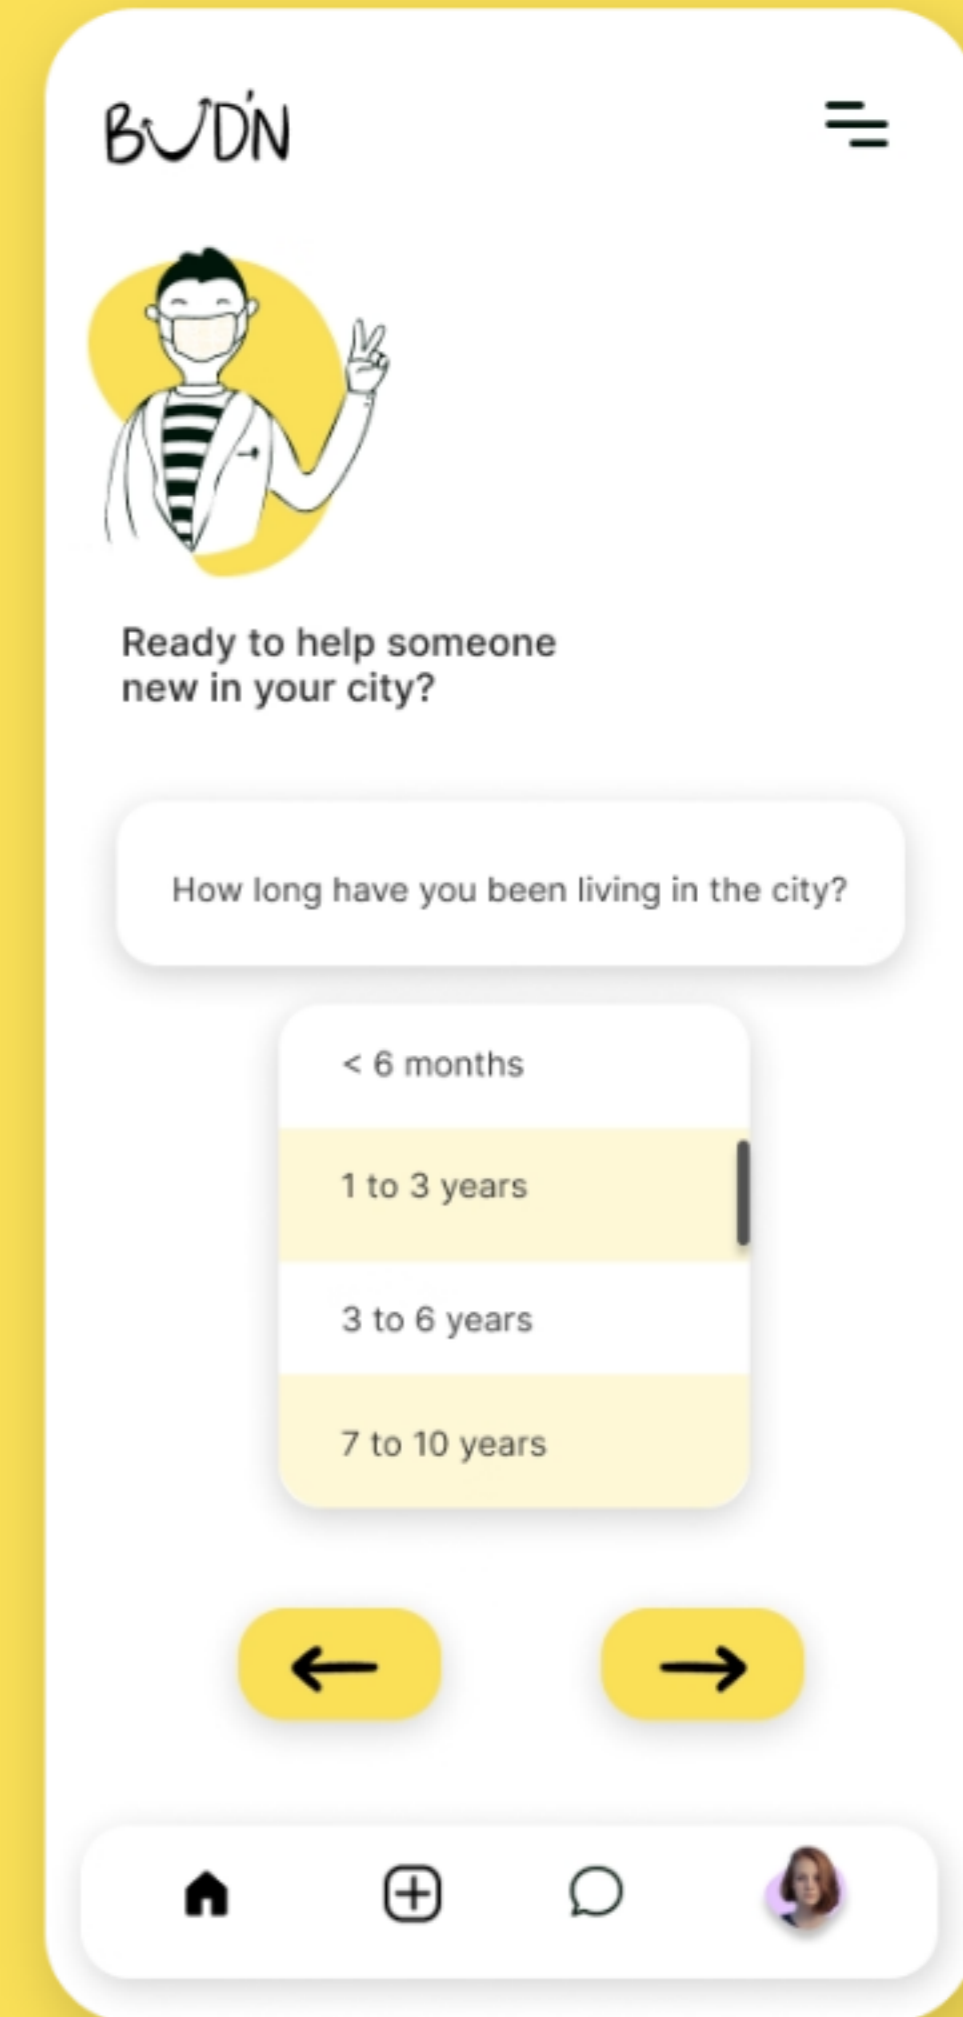 BUD'N
Ready to help someone
new in your city?
How long have you been living in the city?
< 6 months
1 to 3 years
3 to 6 years
7 to 10 years